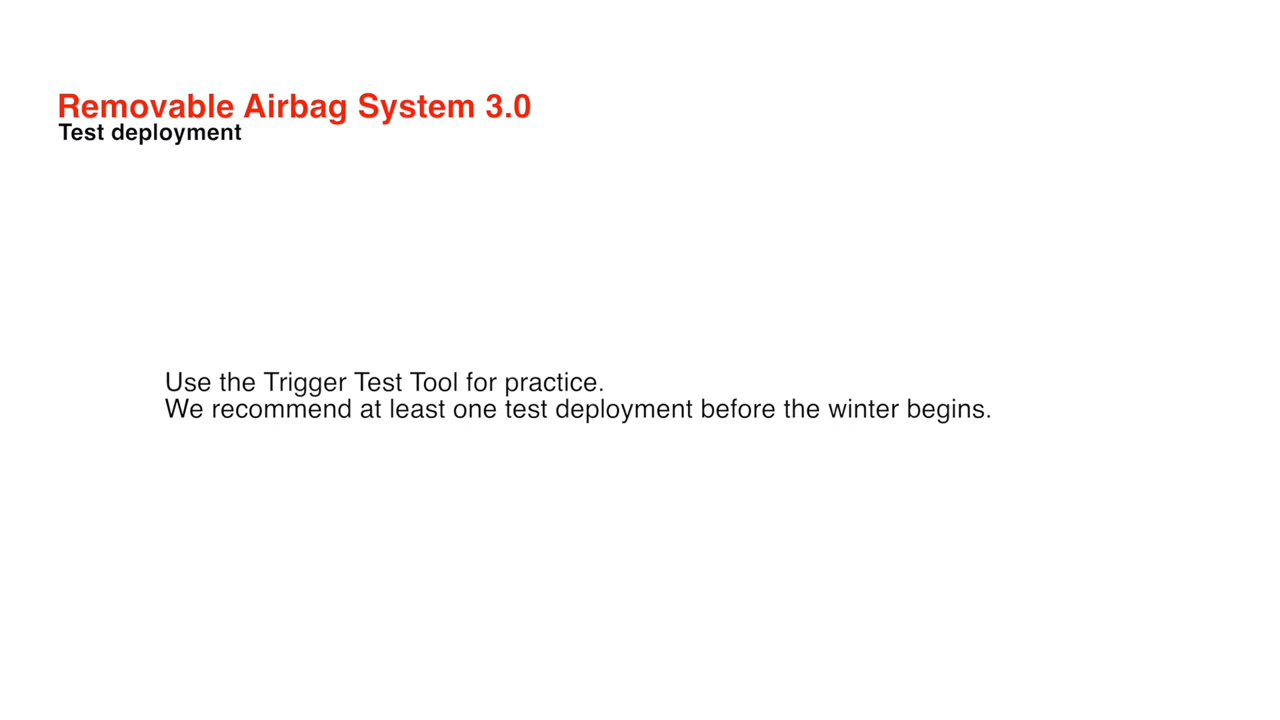 Removable Airbag System 3.0
Test deployment
Use the Trigger Test Tool for practice.
We recommend at least one test deployment before the winter begins.